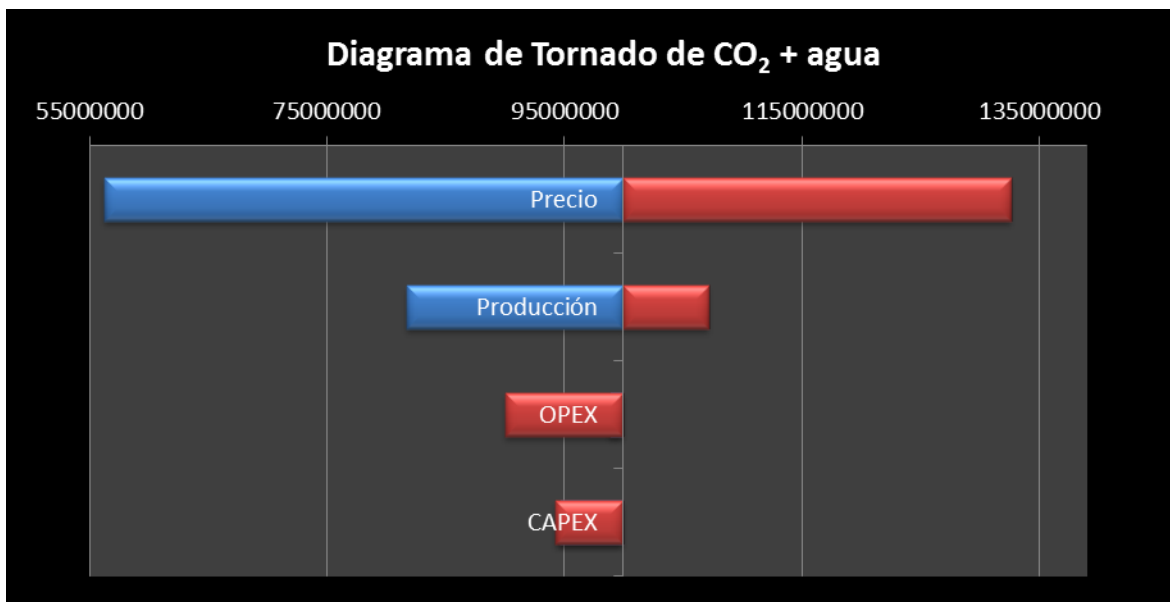 Diagrama de Tornado de CO₂ + agua
55000000 75000000 95000000 115000000 135000000
Precio
Producción
OPEX
CAPEX